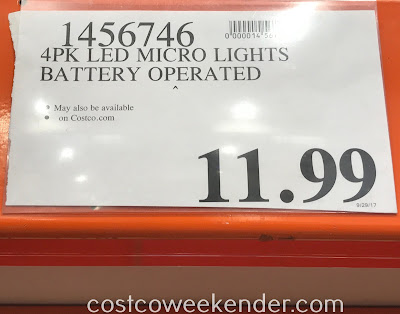 1456746
4PK LED MICRO LIGHTS
BATTERY OPERATED
^
• May also be available
• on Costco.com
11.99
costcoweekender.com